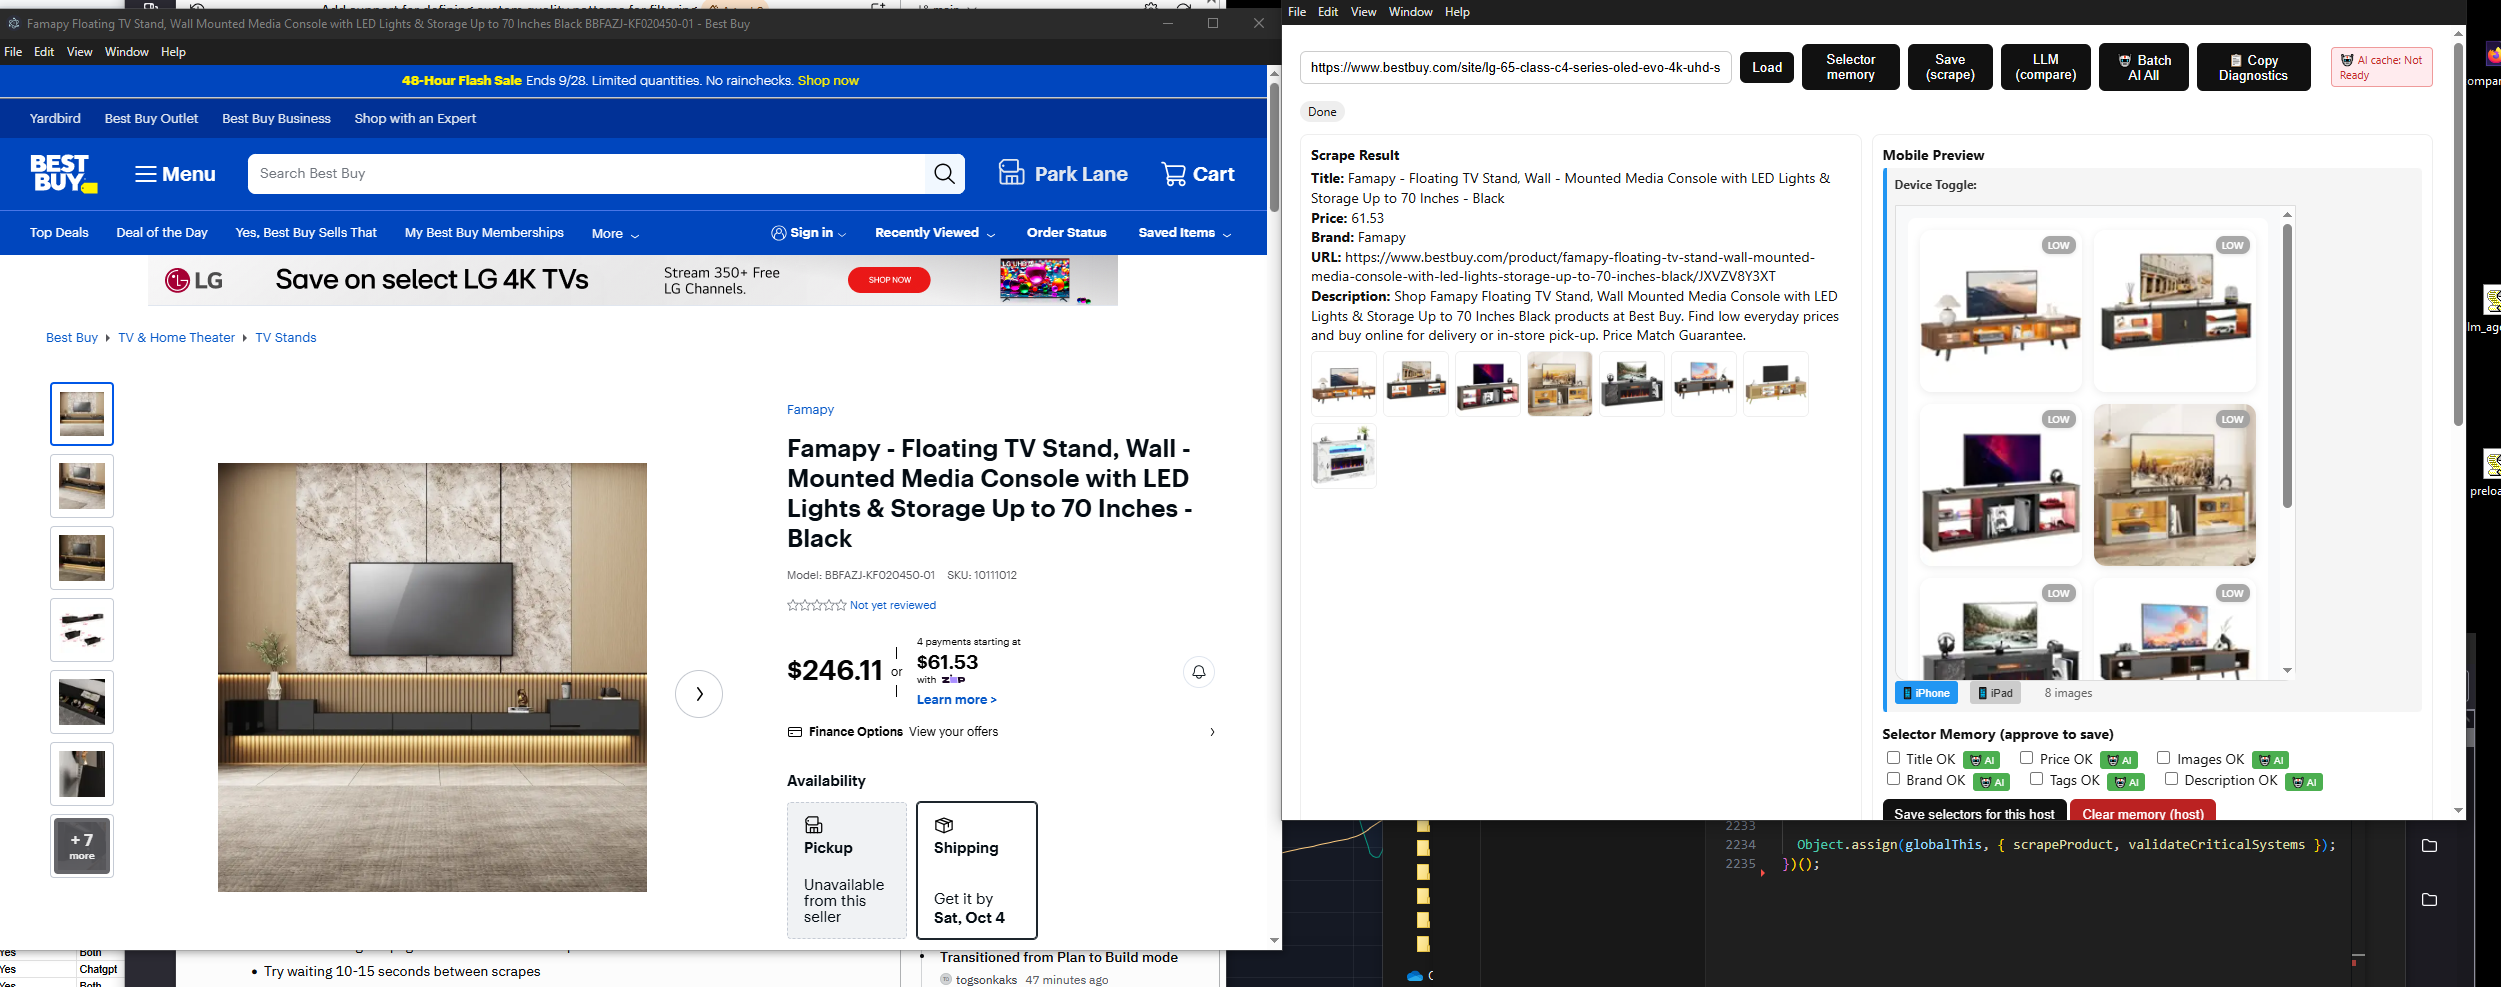 Famapy Floating TV Stand, Wall Mounted Media Console with LED Lights & Storage Up to 70 Inches Black BBFAZJ-KF020450-01 - Best Buy
File Edit View Window Help
48-Hour Flash Sale Ends 9/28. Limited quantities. No rainchecks. Shop now
Yardbird Best Buy Outlet Best Buy Business Shop with an Expert
BEST BUY
Menu
Search Best Buy
Park Lane
Cart
Top Deals Deal of the Day Yes, Best Buy Sells That My Best Buy Memberships More
Sign in Recently Viewed Order Status Saved Items
LG
Save on select LG 4K TVs
Stream 350+ Free
LG Channels.
SHOP NOW
Best Buy TV & Home Theater TV Stands
+7
more
Famapy
Famapy - Floating TV Stand, Wall -
Mounted Media Console with LED
Lights & Storage Up to 70 Inches -
Black
Model: BBFAZJ-KF020450-01 SKU: 10111012
Not yet reviewed
$246.11
or
4 payments starting at
$61.53
with zip
Learn more >
Finance Options View your offers
Availability
Pickup
Unavailable
from this
seller
Shipping
Get it by
Sat, Oct 4
Yes Both
Yes Chatgpt
Yes Both
• Try waiting 10-15 seconds between scrapes
• Transitioned from Plan to Build mode
togsonkaks 47 minutes ago
File Edit View Window Help
https://www.bestbuy.com/site/lg-65-class-c4-series-oled-evo-4k-uhd-s
Load
Selector
memory
Save
(scrape)
LLM
(compare)
Batch
AI All
Copy
Diagnostics
AI cache: Not
Ready
Done
Scrape Result
Title: Famapy - Floating TV Stand, Wall - Mounted Media Console with LED Lights &
Storage Up to 70 Inches - Black
Price: 61.53
Brand: Famapy
URL: https://www.bestbuy.com/product/famapy-floating-tv-stand-wall-mounted-
media-console-with-led-lights-storage-up-to-70-inches-black/JXVZV8Y3XT
Description: Shop Famapy Floating TV Stand, Wall Mounted Media Console with LED
Lights & Storage Up to 70 Inches Black products at Best Buy. Find low everyday prices
and buy online for delivery or in-store pick-up. Price Match Guarantee.
Mobile Preview
Device Toggle:
LOW
LOW
LOW
LOW
LOW
LOW
iPhone
iPad
8 images
Selector Memory (approve to save)
Title OK AI Price OK AI Images OK AI
Brand OK AI Tags OK AI Description OK AI
Save selectors for this host
Clear memory (host)
2233
2234 Object.assign(globalThis, { scrapeProduct, validateCriticalSystems });
2235 })();